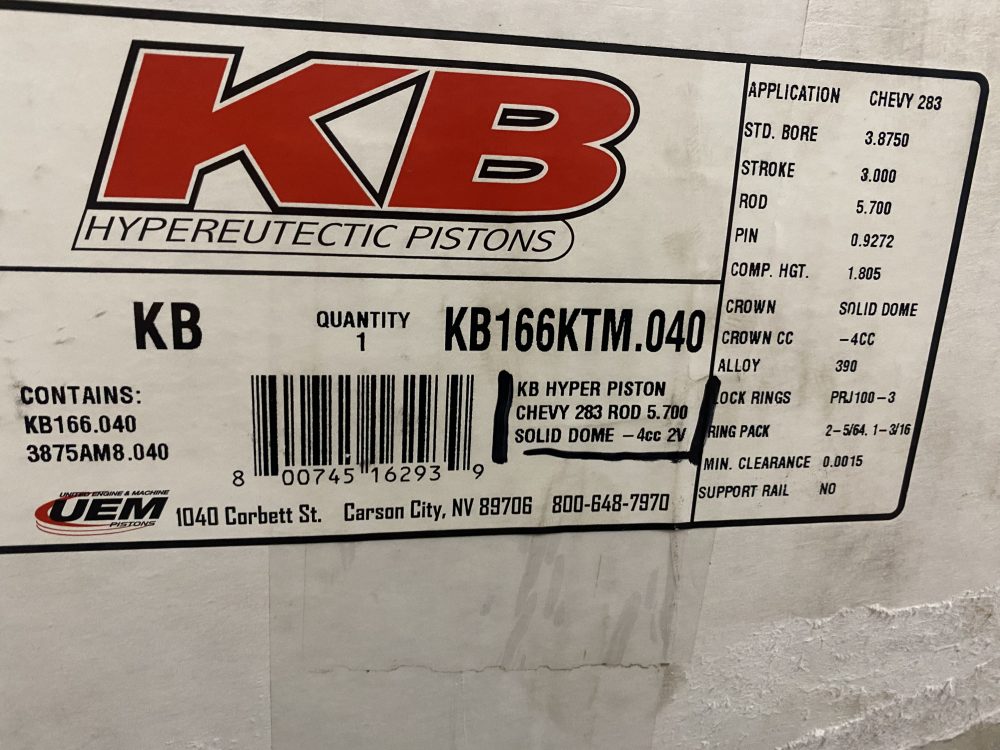 KB
HYPEREUTECTIC PISTONS
KB
QUANTITY
1
KB166KTM.040
CONTAINS:
KB166.040
3875AM8.040
8 00745 16293 9
KB HYPER PISTON
CHEVY 283 ROD 5.700
SOLID DOME -4cc 2V
UNITED ENGINE & MACHINE
UEM
PISTONS
1040 Corbett St. Carson City, NV 89706 800-648-7970
APPLICATION CHEVY 283
STD. BORE 3.8750
STROKE 3.000
ROD 5.700
PIN 0.9272
COMP. HGT. 1.805
CROWN SOLID DOME
CROWN CC -4CC
ALLOY 390
LOCK RINGS PRJ100-3
RING PACK 2-5/64, 1-3/16
MIN. CLEARANCE 0.0015
SUPPORT RAIL NO